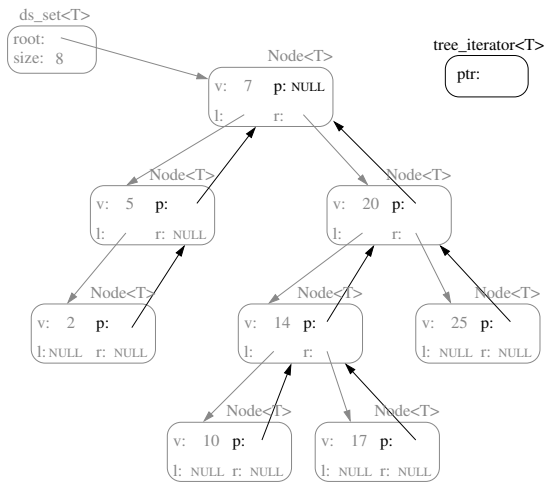 ds_set<T>
root:
size: 8
Node<T>
tree_iterator<T>
ptr:
v: 7 p: NULL
l: r:
Node<T>
Node<T>
v: 5 p:
l: r: NULL
v: 20 p:
l: r:
Node<T>
Node<T>
Node<T>
v: 2 p:
l: NULL r: NULL
v: 14 p:
l: r:
v: 25 p:
l: NULL r: NULL
Node<T>
Node<T>
v: 10 p:
l: NULL r: NULL
v: 17 p:
l: NULL r: NULL